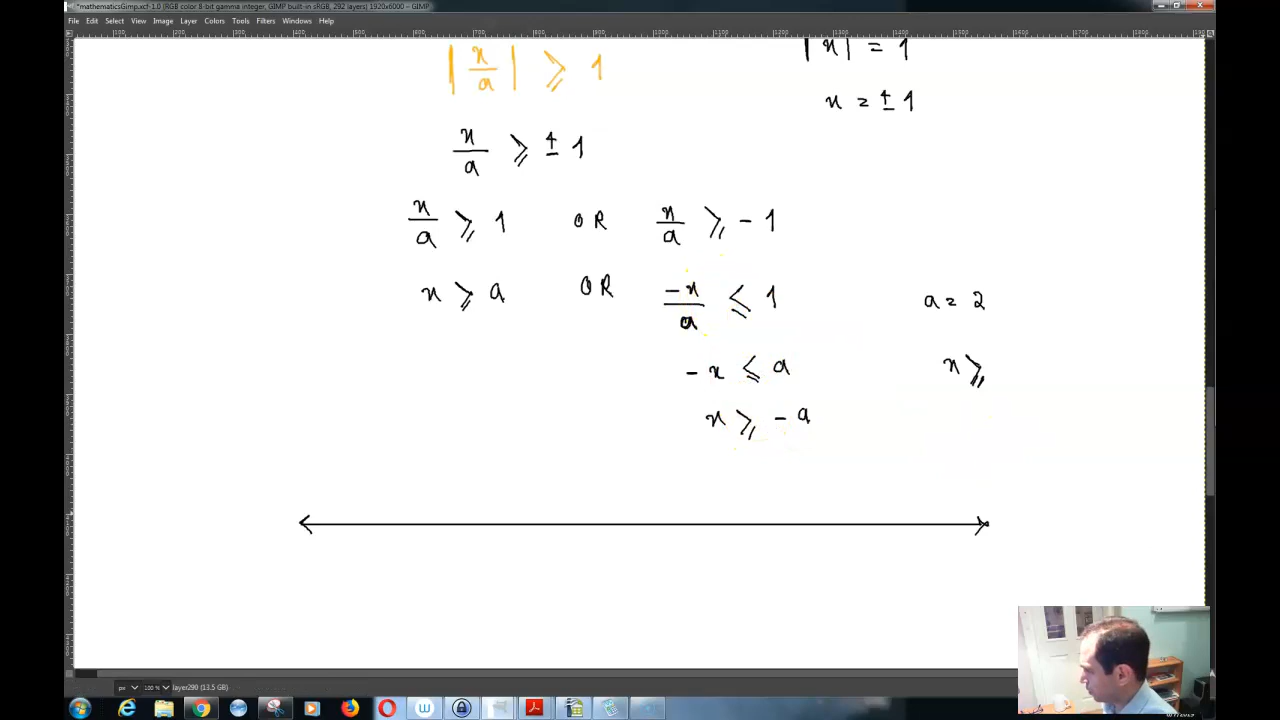 *mathematicsGimp.xcf-1.0 (RGB color 8-bit gamma integer, GIMP built-in sRGB, 292 layers) 1920x6000 – GIMP
File Edit Select View Image Layer Colors Tools Filters Windows Help
|x/a| ⩾ 1
|x| = 1
x = ± 1
x/a ⩾ ± 1
x/a ⩾ 1 OR x/a ⩾ - 1
x ⩾ a OR -x/a ⩽ 1 a = 2
- x ⩽ a x ⩾
x ⩾ - a
px 100 % layer290 (13.5 GB)